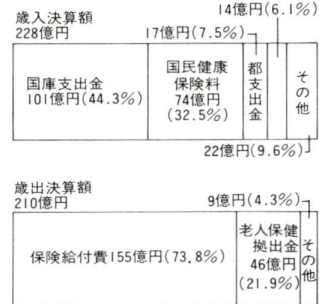 歳入決算額
228億円
14億円(6.1%)
17億円(7.5%)
国庫支出金
101億円(44.3%)
国民健康
保険料
74億円
(32.5%)
都支出金
その他
22億円(9.6%)
歳出決算額
210億円
9億円(4.3%)
保険給付費155億円(73.8%)
老人保健
拠出金
46億円
(21.9%)
その他